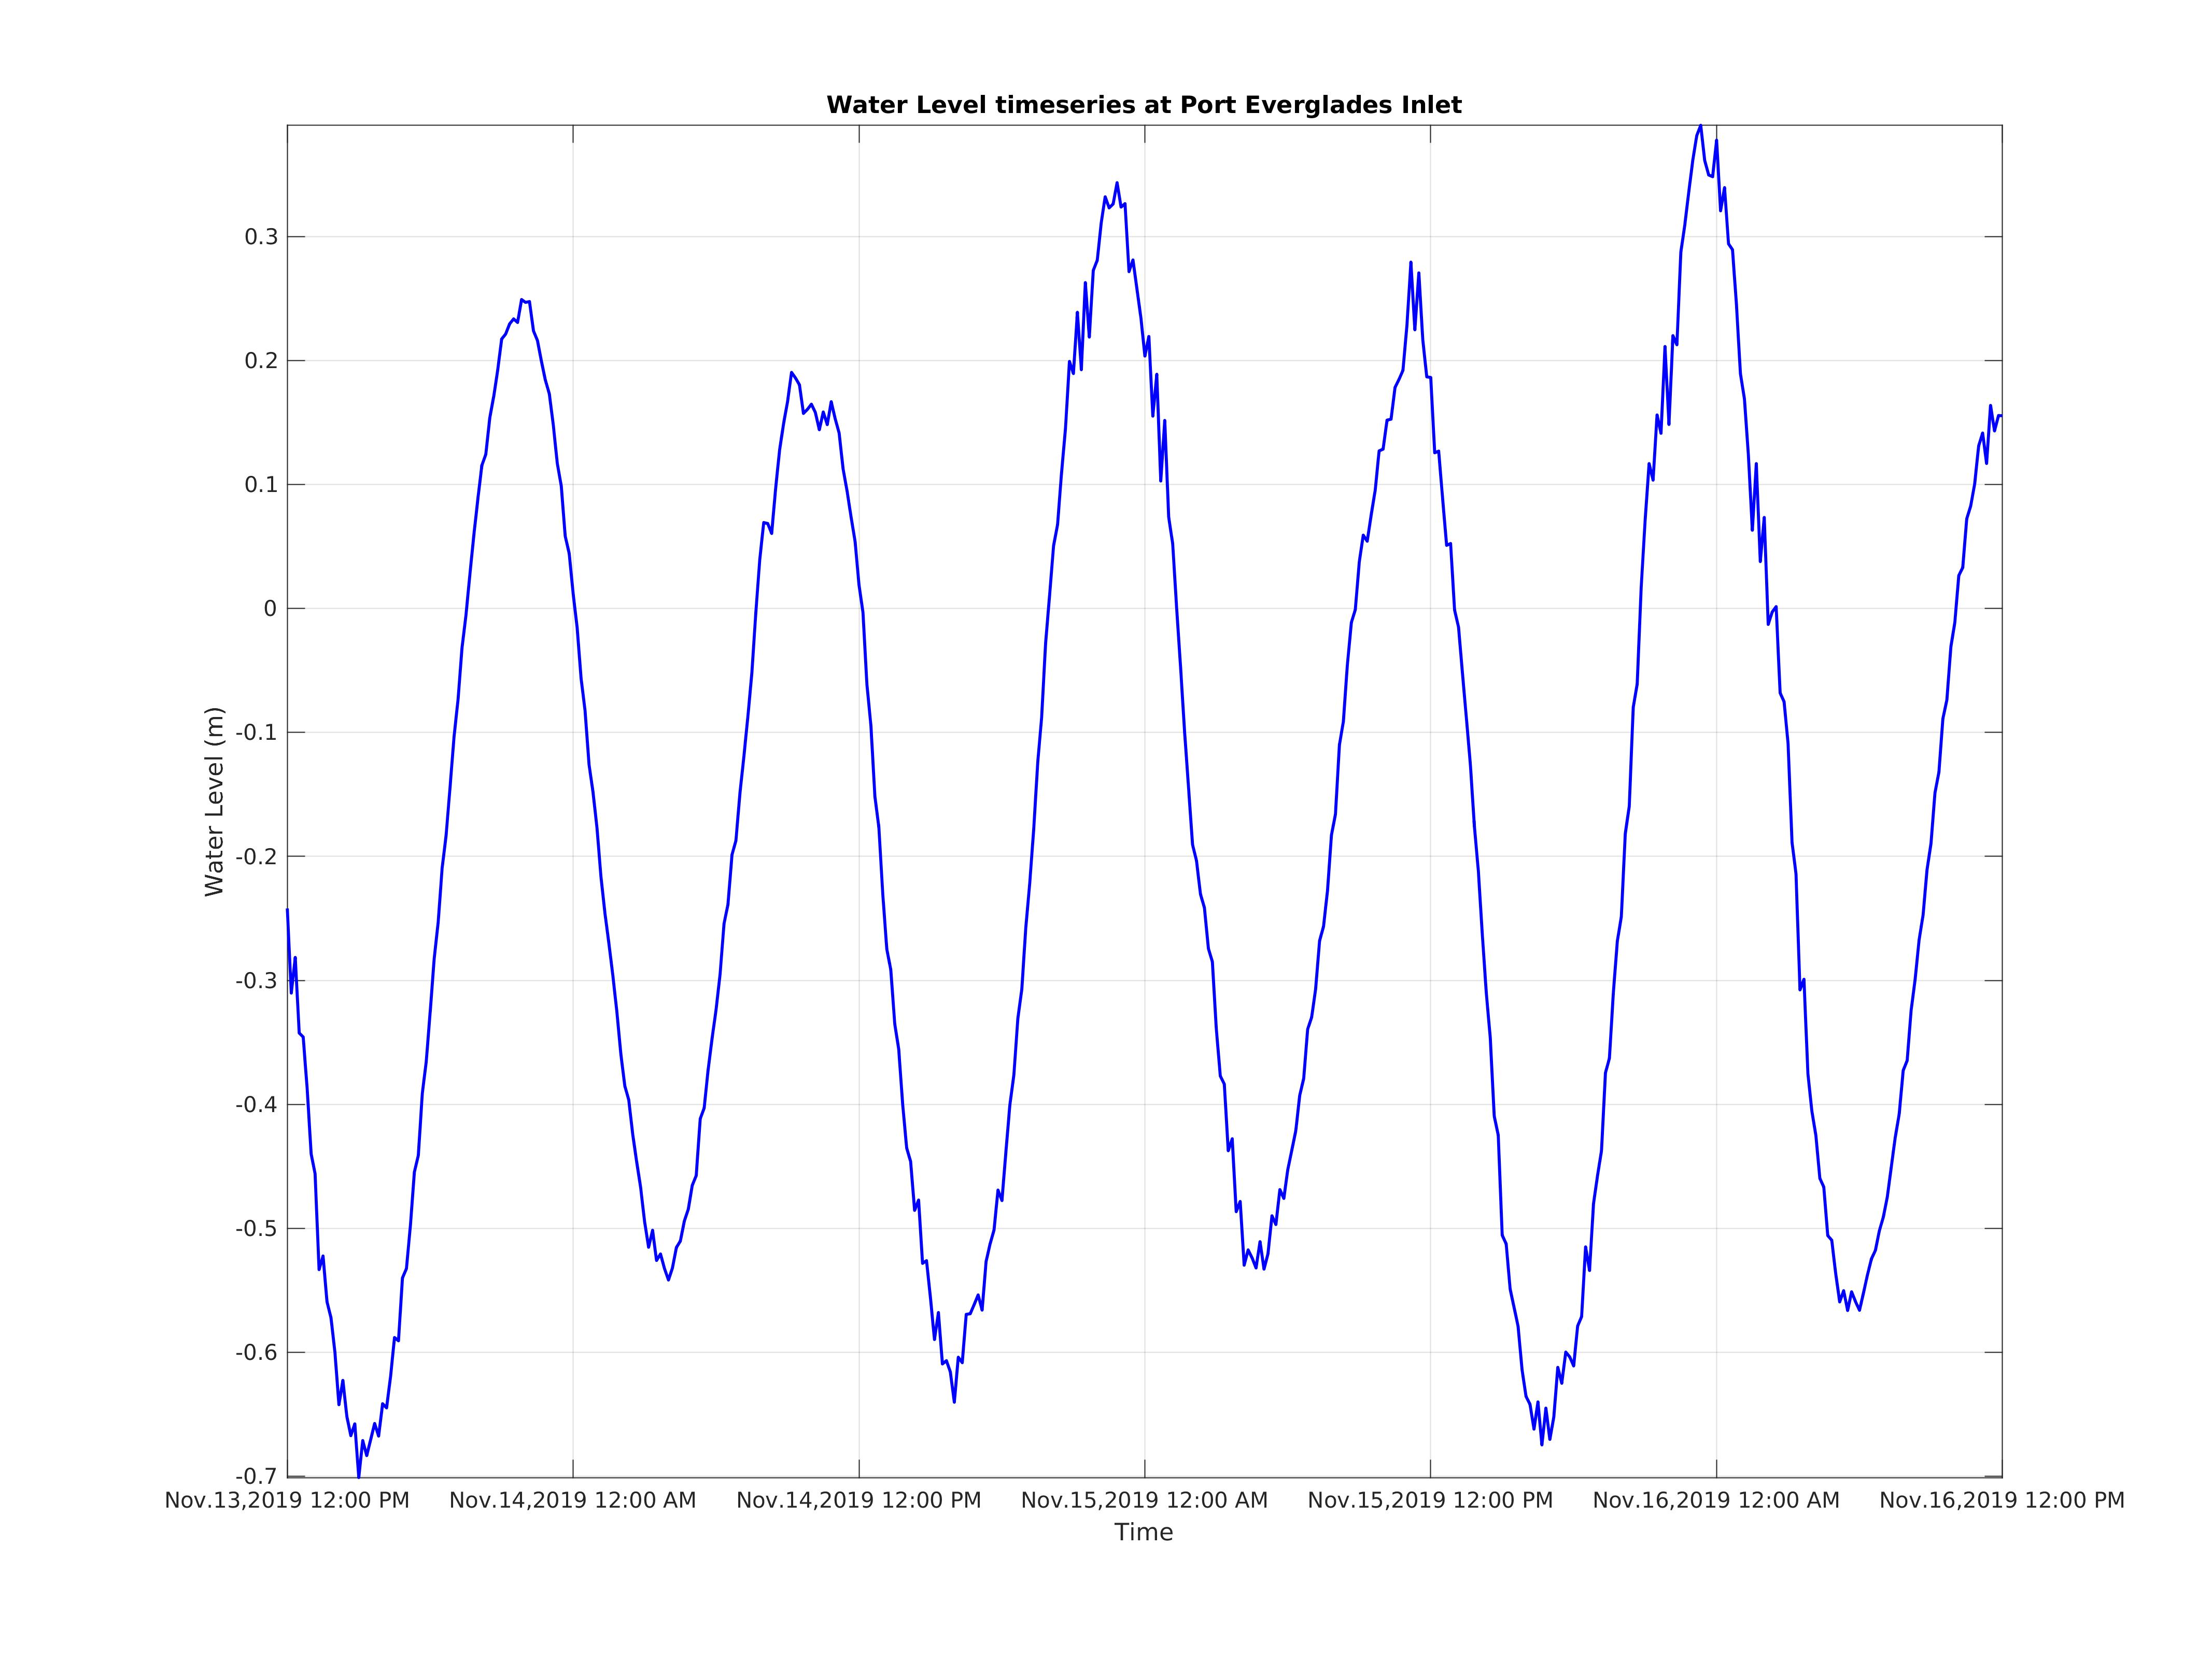 Water Level timeseries at Port Everglades Inlet
0.3
0.2
0.1
0
-0.1
-0.2
-0.3
-0.4
-0.5
-0.6
-0.7
Water Level (m)
Nov.13,2019 12:00 PM Nov.14,2019 12:00 AM Nov.14,2019 12:00 PM Nov.15,2019 12:00 AM Nov.15,2019 12:00 PM Nov.16,2019 12:00 AM Nov.16,2019 12:00 PM
Time